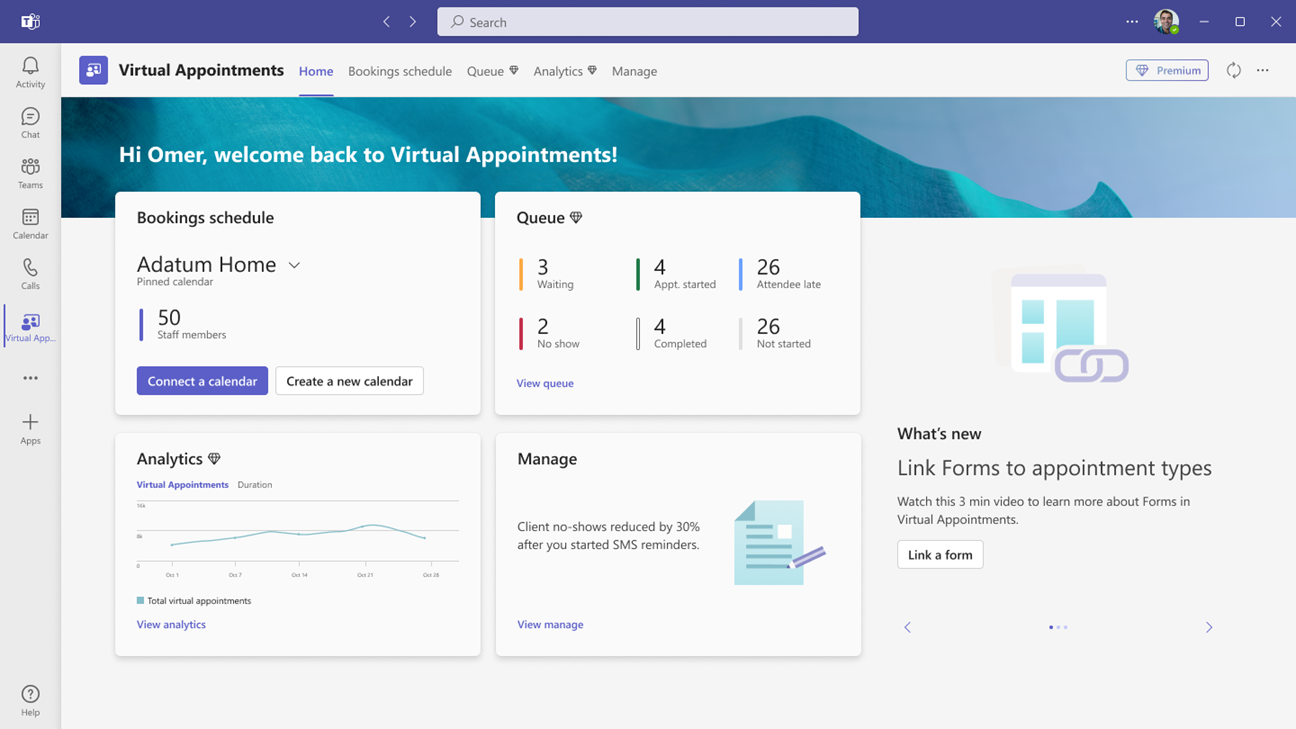 Search
Activity
Chat
Teams
Calendar
Calls
Virtual App...
Apps
Help
Virtual Appointments
Home
Bookings schedule
Queue
Analytics
Manage
Premium
Hi Omer, welcome back to Virtual Appointments!
Bookings schedule
Adatum Home
Pinned calendar
50
Staff members
Connect a calendar
Create a new calendar
Queue
3
Waiting
4
Appt. started
26
Attendee late
2
No show
4
Completed
26
Not started
View queue
Analytics
Virtual Appointments
Duration
16k
8k
0
Oct 1
Oct 7
Oct 14
Oct 21
Oct 28
Total virtual appointments
View analytics
Manage
Client no-shows reduced by 30%
after you started SMS reminders.
View manage
What's new
Link Forms to appointment types
Watch this 3 min video to learn more about Forms in
Virtual Appointments.
Link a form